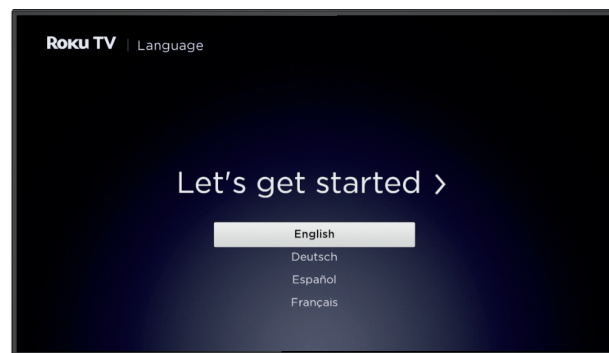 Roku TV | Language
Let's get started >
English
Deutsch
Español
Français